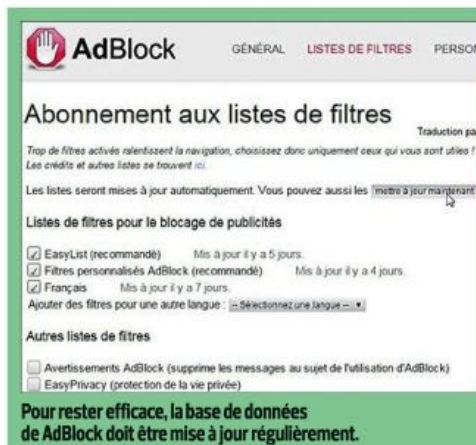 AdBlock GÉNÉRAL LISTES DE FILTRES PERSON
Abonnement aux listes de filtres
Traduction pa
Trop de filtres activés ralentissent la navigation, choisissez donc uniquement ceux qui vous sont utiles !
Les crédits et autres listes se trouvent ici.
Les listes seront mises à jour automatiquement. Vous pouvez aussi les mettre à jour maintenant
Listes de filtres pour le blocage de publicités
EasyList (recommandé) Mis à jour il y a 5 jours.
Filtres personnalisés AdBlock (recommandé) Mis à jour il y a 4 jours.
Français Mis à jour il y a 7 jours.
Ajouter des filtres pour une autre langue : -- Sélectionnez une langue --
Autres listes de filtres
Avertissements AdBlock (supprime les messages au sujet de l'utilisation d'AdBlock)
EasyPrivacy (protection de la vie privée)
Pour rester efficace, la base de données
de AdBlock doit être mise à jour régulièrement.